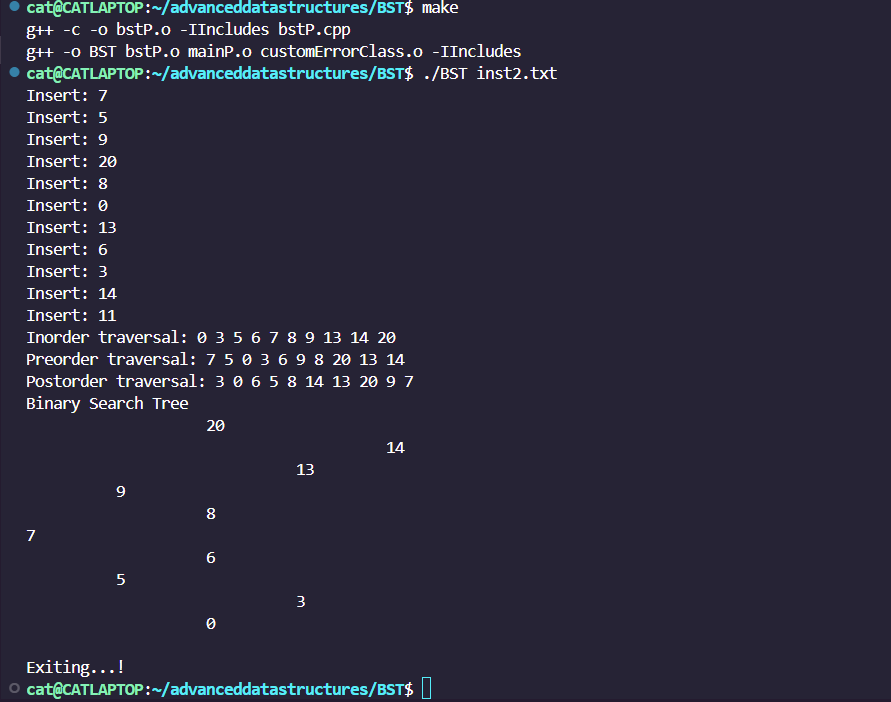 cat@CATLAPTOP:~/advanceddatastructures/BST$ make
g++ -c -o bstP.o -IIncludes bstP.cpp
g++ -o BST bstP.o mainP.o customErrorClass.o -IIncludes
cat@CATLAPTOP:~/advanceddatastructures/BST$ ./BST inst2.txt
Insert: 7
Insert: 5
Insert: 9
Insert: 20
Insert: 8
Insert: 0
Insert: 13
Insert: 6
Insert: 3
Insert: 14
Insert: 11
Inorder traversal: 0 3 5 6 7 8 9 13 14 20
Preorder traversal: 7 5 0 3 6 9 8 20 13 14
Postorder traversal: 3 0 6 5 8 14 13 20 9 7
Binary Search Tree
                    20
                                        14
                              13
          9
                    8
7
                    6
          5
                              3
                    0

Exiting...!
cat@CATLAPTOP:~/advanceddatastructures/BST$